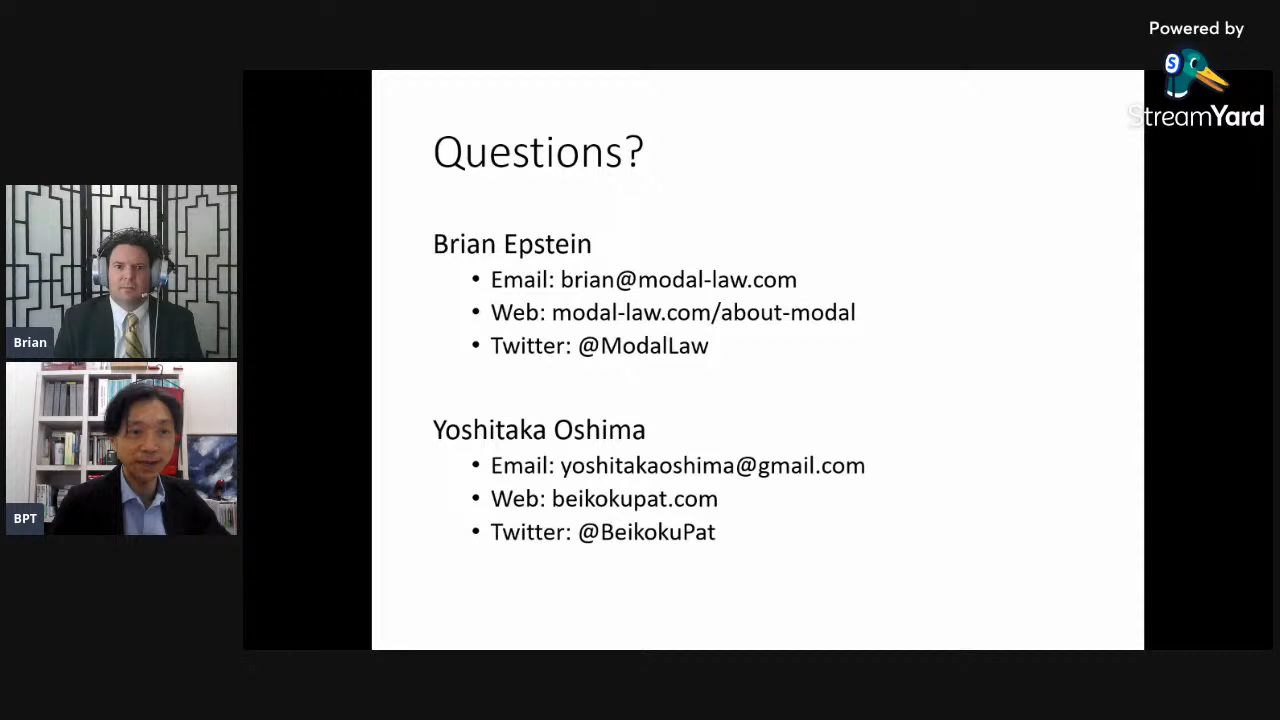 Powered by
S
StreamYard
Questions?
Brian Epstein
• Email: brian@modal-law.com
• Web: modal-law.com/about-modal
• Twitter: @ModalLaw
Yoshitaka Oshima
• Email: yoshitakaoshima@gmail.com
• Web: beikokupat.com
• Twitter: @BeikokuPat
Brian
BPT